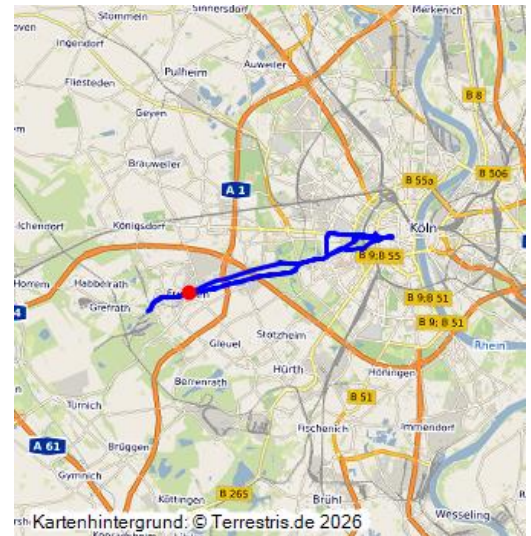 Stommeln
Sinnersdorf
Merkenich
Ingendorf
Auweiler
Pulheim
Fliesteden
B 8
Geyen
Brauweiler
B 506
A 1
B 55a
Königsdorf
Köln
Horrem
Habbelrath
B 9;B 55
Grefrath
B 9;B 51
B 9; B 51
Stotzheim
Gleuel
Rhein
Hürth
Berrenrath
Höningen
B 51
Türnich
Fischenich
Immendorf
A 61
Brüggen
Gymnich
Köttingen
B 265
Brühl
Wesseling
Kartenhintergrund: © Terrestris.de 2026